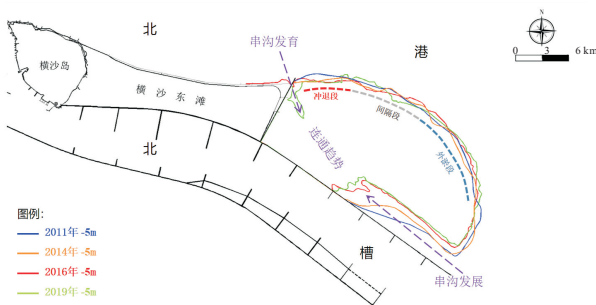 北
港
串沟发育
横沙岛
横沙东滩
冲退段
间隔段
外淤段
连通趋势
北
槽
串沟发展
N
0 3 6 km
图例:
2011年 -5m
2014年 -5m
2016年 -5m
2019年 -5m